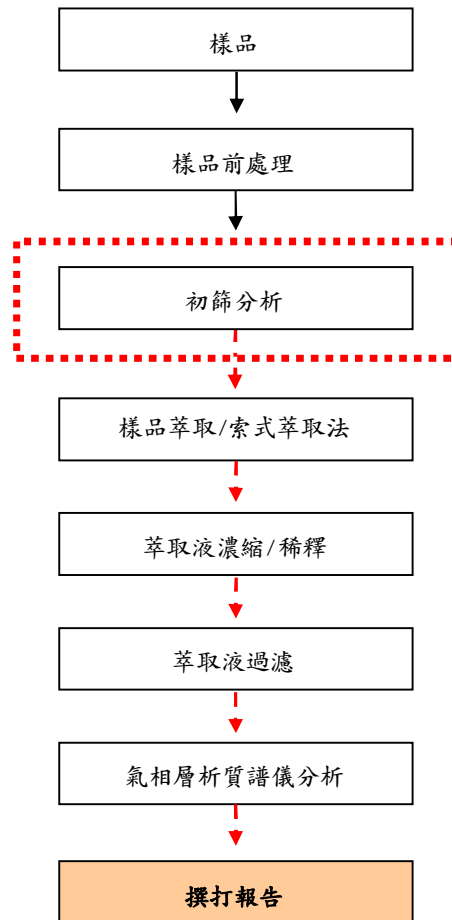 樣品
樣品前處理
初篩分析
樣品萃取/索式萃取法
萃取液濃縮/稀釋
萃取液過濾
氣相層析質譜儀分析
撰打報告